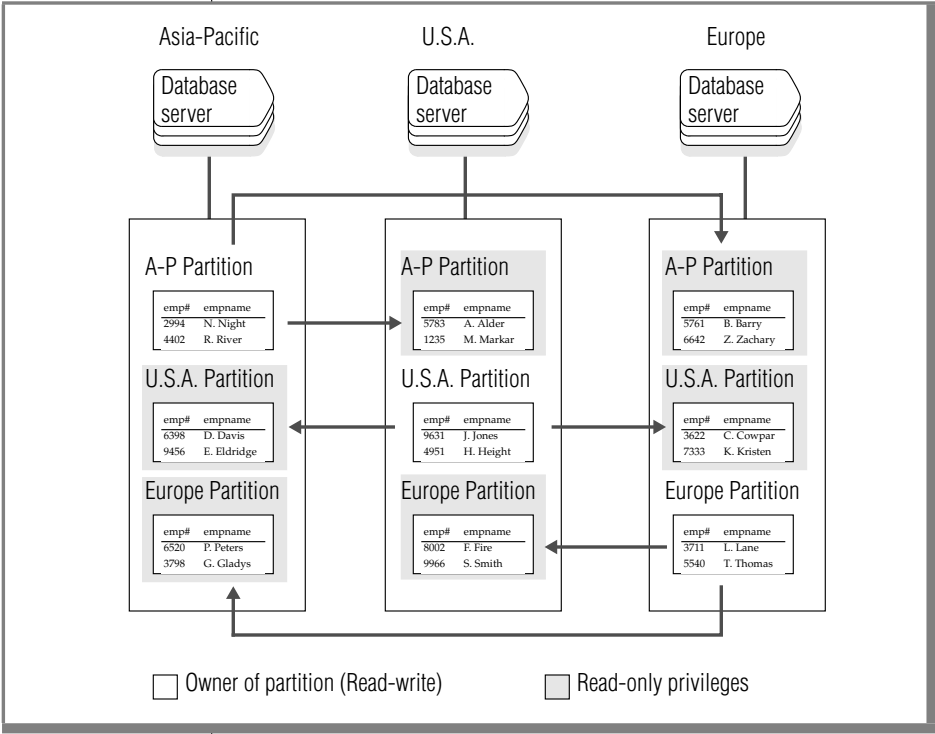 Asia-Pacific
U.S.A.
Europe
Database
server
Database
server
Database
server
A-P Partition
emp# empname
2994 N. Night
4402 R. River
U.S.A. Partition
emp# empname
6398 D. Davis
9456 E. Eldridge
Europe Partition
emp# empname
6520 P. Peters
3798 G. Gladys
A-P Partition
emp# empname
5783 A. Alder
1235 M. Markar
U.S.A. Partition
emp# empname
9631 J. Jones
4951 H. Height
Europe Partition
emp# empname
8002 F. Fire
9966 S. Smith
A-P Partition
emp# empname
5761 B. Barry
6642 Z. Zachary
U.S.A. Partition
emp# empname
3622 C. Cowpar
7333 K. Kristen
Europe Partition
emp# empname
3711 L. Lane
5540 T. Thomas
Owner of partition (Read-write)
Read-only privileges